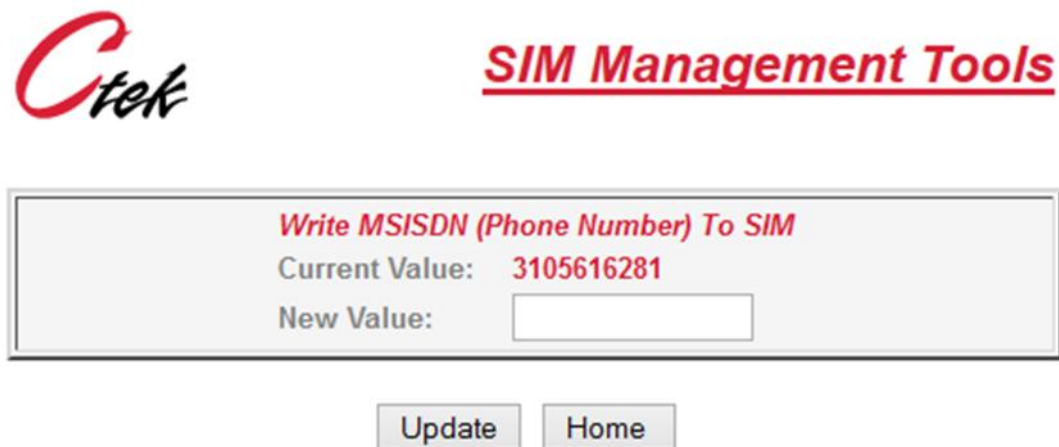 Ctek
SIM Management Tools
Write MSISDN (Phone Number) To SIM
Current Value: 3105616281
New Value:
Update Home